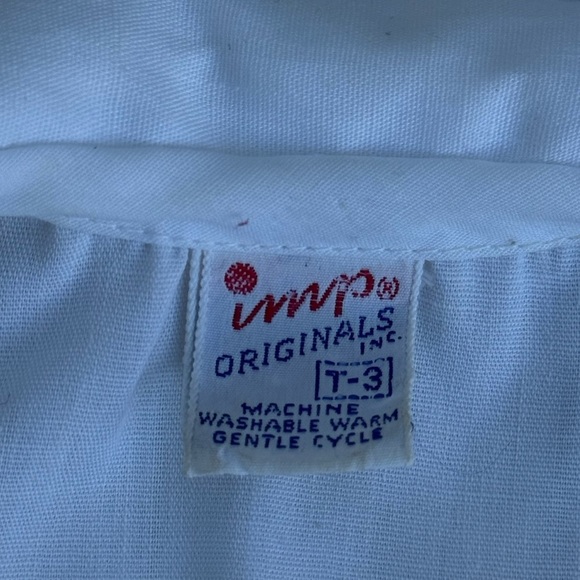 imp®
ORIGINALS
INC.
T-3
MACHINE
WASHABLE WARM
GENTLE CYCLE